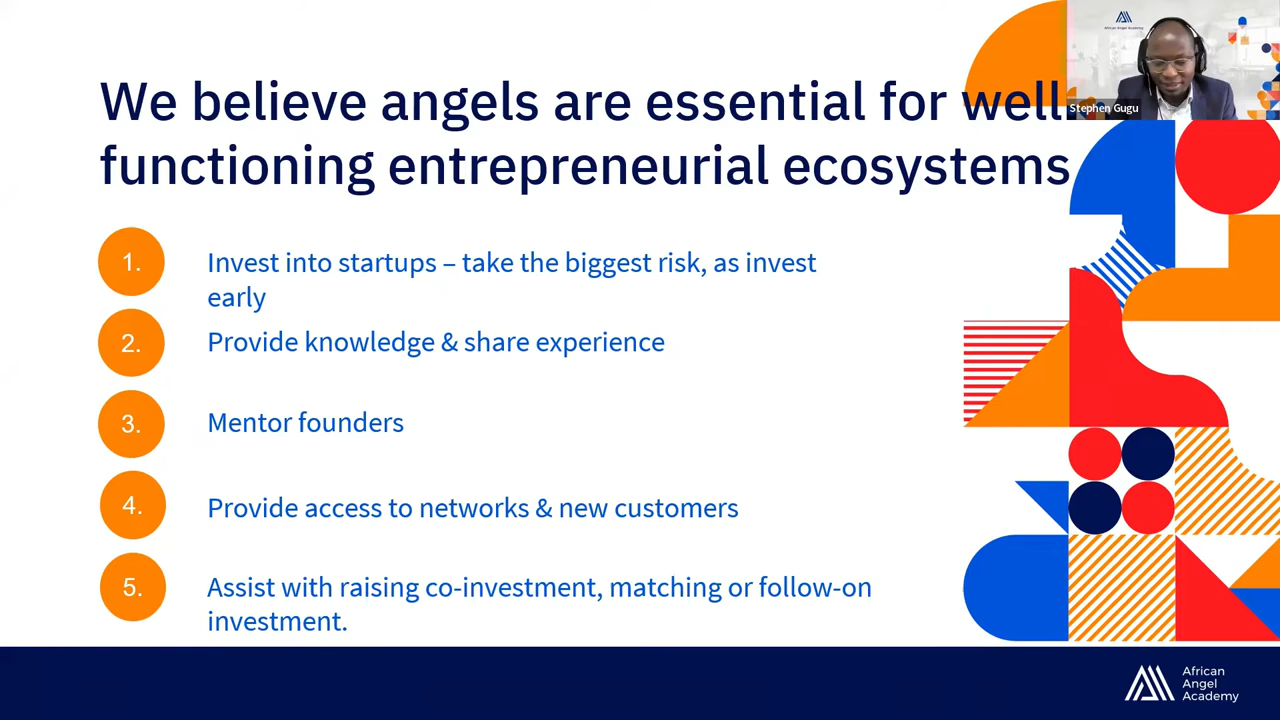 We believe angels are essential for well
functioning entrepreneurial ecosystems
Stephen Gugu
1.
Invest into startups – take the biggest risk, as invest
early
2.
Provide knowledge & share experience
3.
Mentor founders
4.
Provide access to networks & new customers
5.
Assist with raising co-investment, matching or follow-on
investment.
African
Angel
Academy